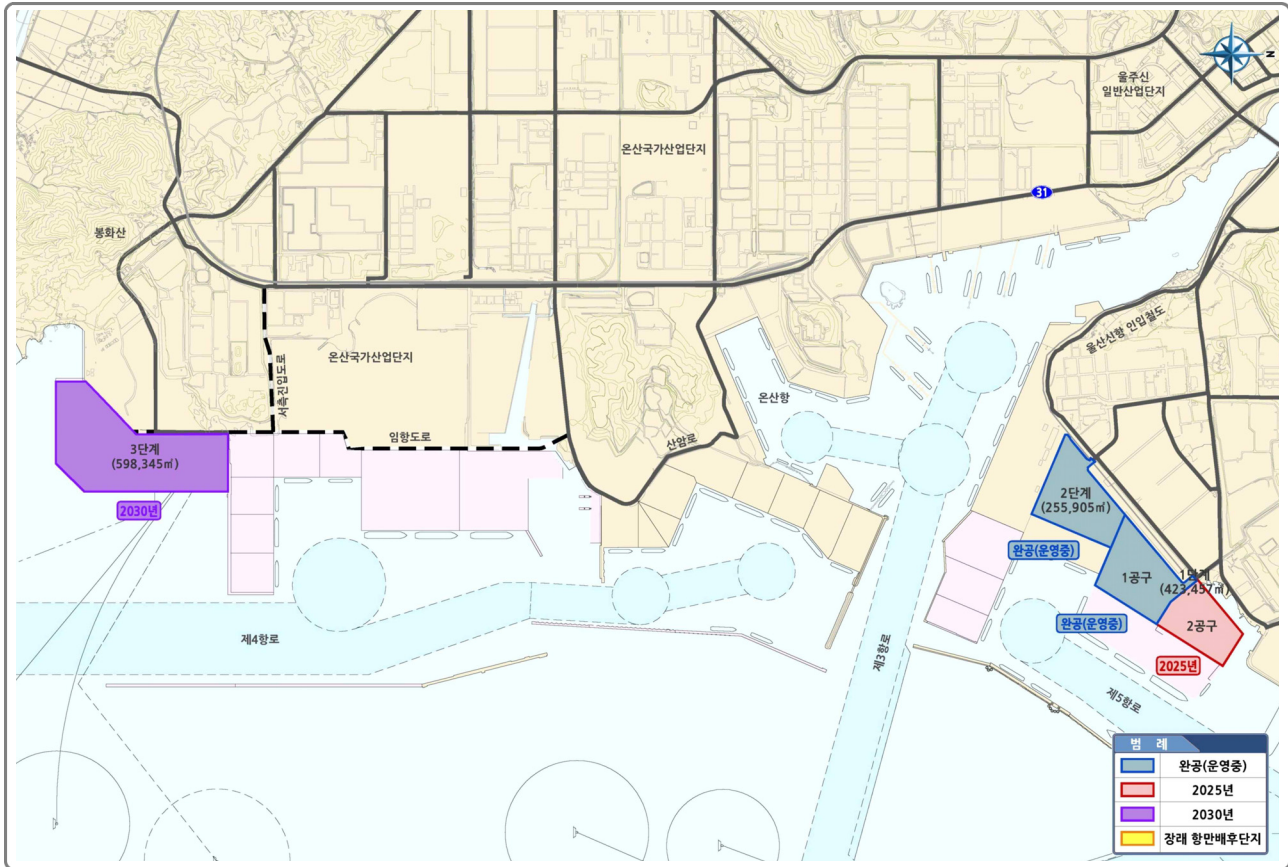 N
울주신
일반산업단지
온산국가산업단지
31
봉화산
울산신항 인입철도
온산국가산업단지
서측진입도로
온산항
임항도로
산암로
3단계
(598,345㎡)
2030년
2단계
(255,905㎡)
완공(운영중)
1공구
1단계
(423,457㎡)
완공(운영중)
2공구
2025년
제4항로
제3항로
제5항로
범 례
완공(운영중)
2025년
2030년
장래 항만배후단지